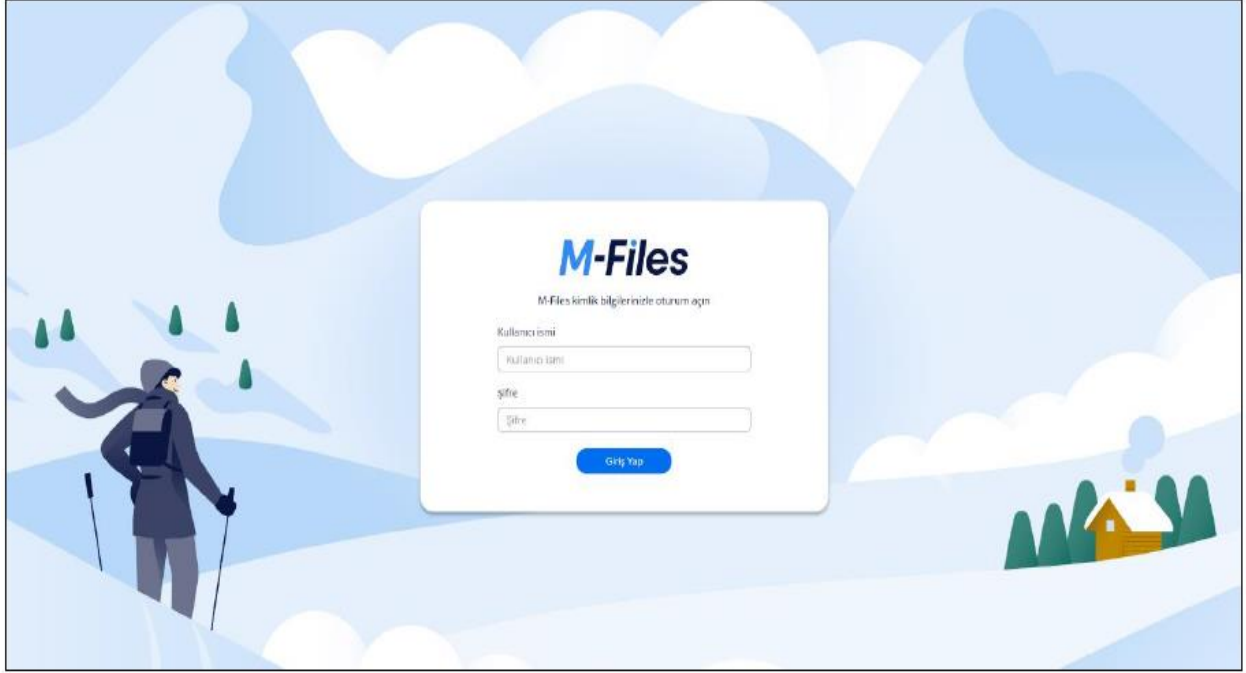 M-Files
M-Files kimlik bilgilerinizle oturum açın
Kullanıcı ismi
Kullanıcı ismi
Şifre
Şifre
Giriş Yap